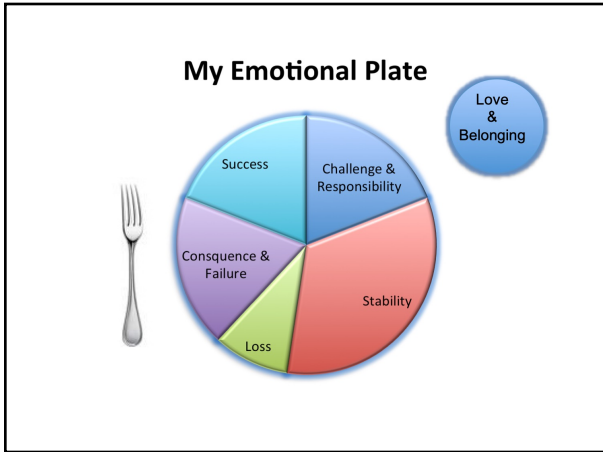 My Emotional Plate
Love
&
Belonging
Success
Challenge &
Responsibility
Consquence &
Failure
Stability
Loss